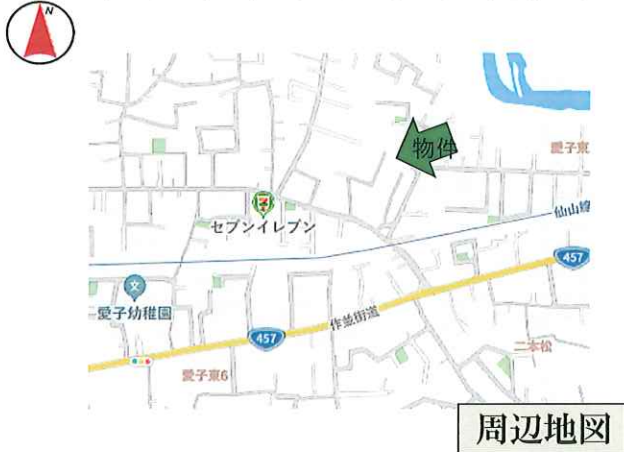 N
物件
愛子東
7
セブンイレブン
仙山線
457
文
愛子幼稚園
作並街道
457
二本松
愛子東6
周辺地図